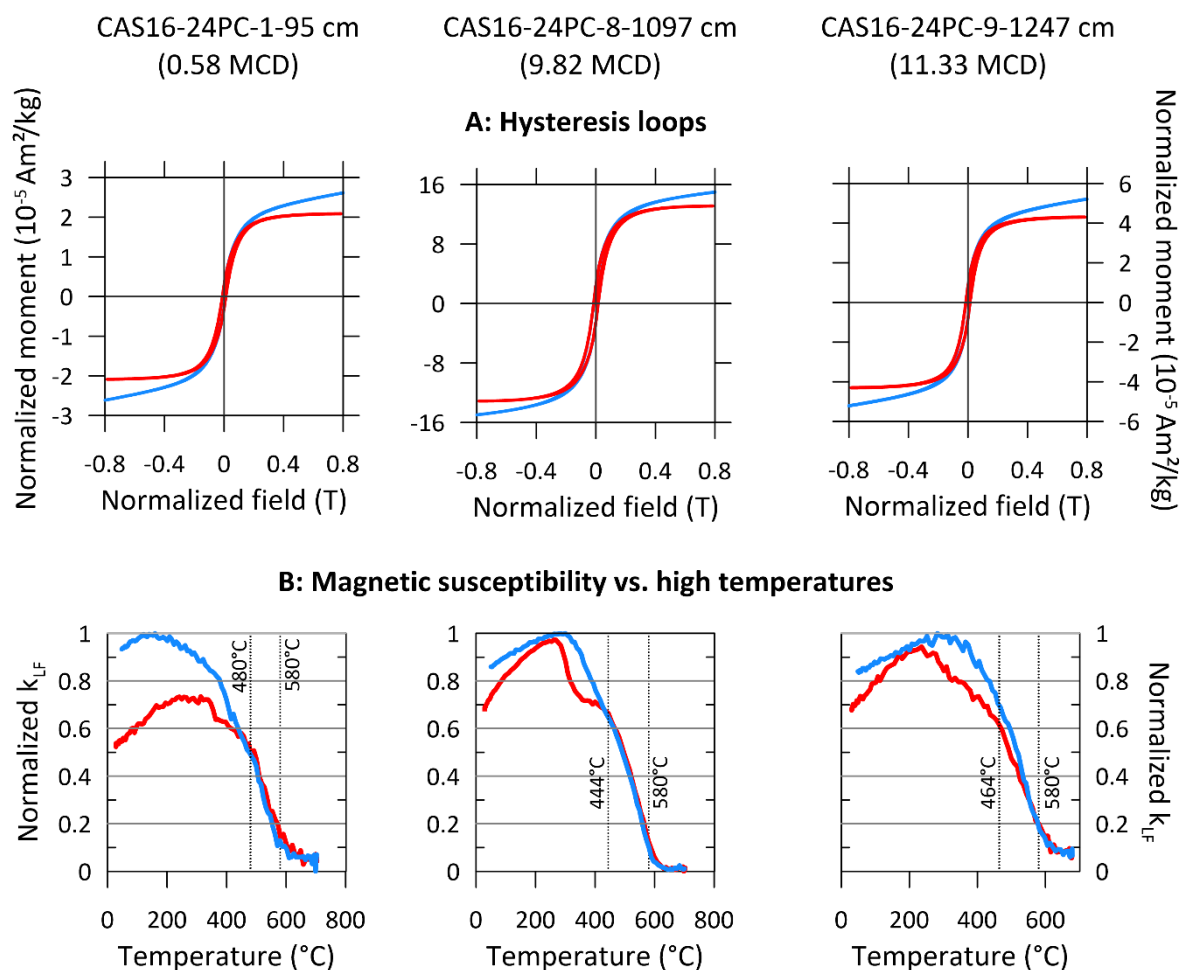 CAS16-24PC-1-95 cm
(0.58 MCD)
CAS16-24PC-8-1097 cm
(9.82 MCD)
CAS16-24PC-9-1247 cm
(11.33 MCD)
A: Hysteresis loops
Normalized moment (10⁻⁵ Am²/kg)
3
2
1
0
-1
-2
-3
-0.8 -0.4 0 0.4 0.8
Normalized field (T)
16
8
0
-8
-16
-0.8 -0.4 0 0.4 0.8
Normalized field (T)
6
4
2
0
-2
-4
-6
Normalized moment (10⁻⁵ Am²/kg)
-0.8 -0.4 0 0.4 0.8
Normalized field (T)
B: Magnetic susceptibility vs. high temperatures
Normalized k_LF
1
0.8
0.6
0.4
0.2
0
480°C
580°C
0 200 400 600 800
Temperature (°C)
1
0.8
0.6
0.4
0.2
0
444°C
580°C
0 200 400 600 800
Temperature (°C)
464°C
580°C
1
0.8
0.6
0.4
0.2
0
Normalized k_LF
0 200 400 600
Temperature (°C)